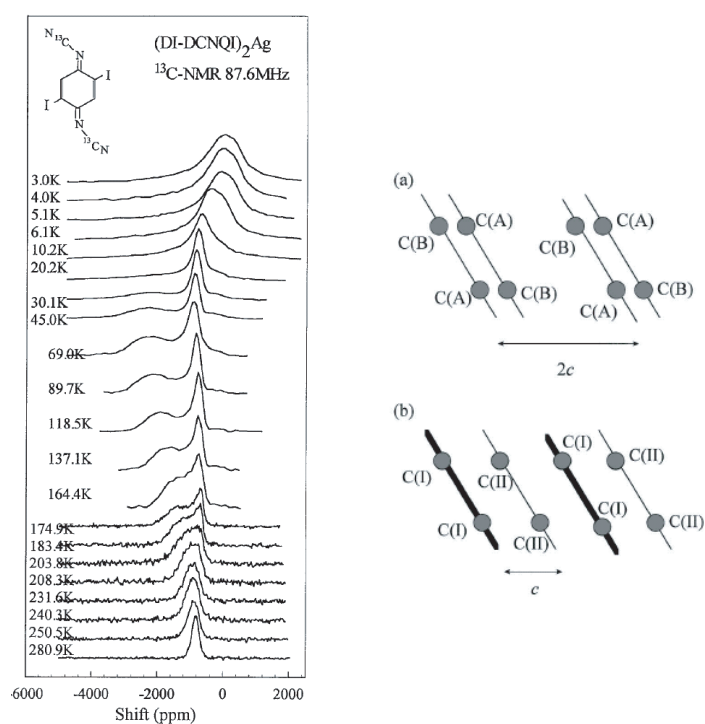 N 13C N
(DI-DCNQI)2Ag
13C-NMR 87.6MHz
I
I
N
13CN
3.0K
4.0K
5.1K
6.1K
10.2K
20.2K
30.1K
45.0K
69.0K
89.7K
118.5K
137.1K
164.4K
174.9K
183.4K
203.8K
208.3K
231.6K
240.3K
250.5K
280.9K
-6000 -4000 -2000 0 2000
Shift (ppm)
(a)
C(A) C(A)
C(B) C(B)
C(A) C(B) C(A) C(B)
2c
(b)
C(I) C(II) C(I) C(II)
C(I) C(II) C(I) C(II)
c